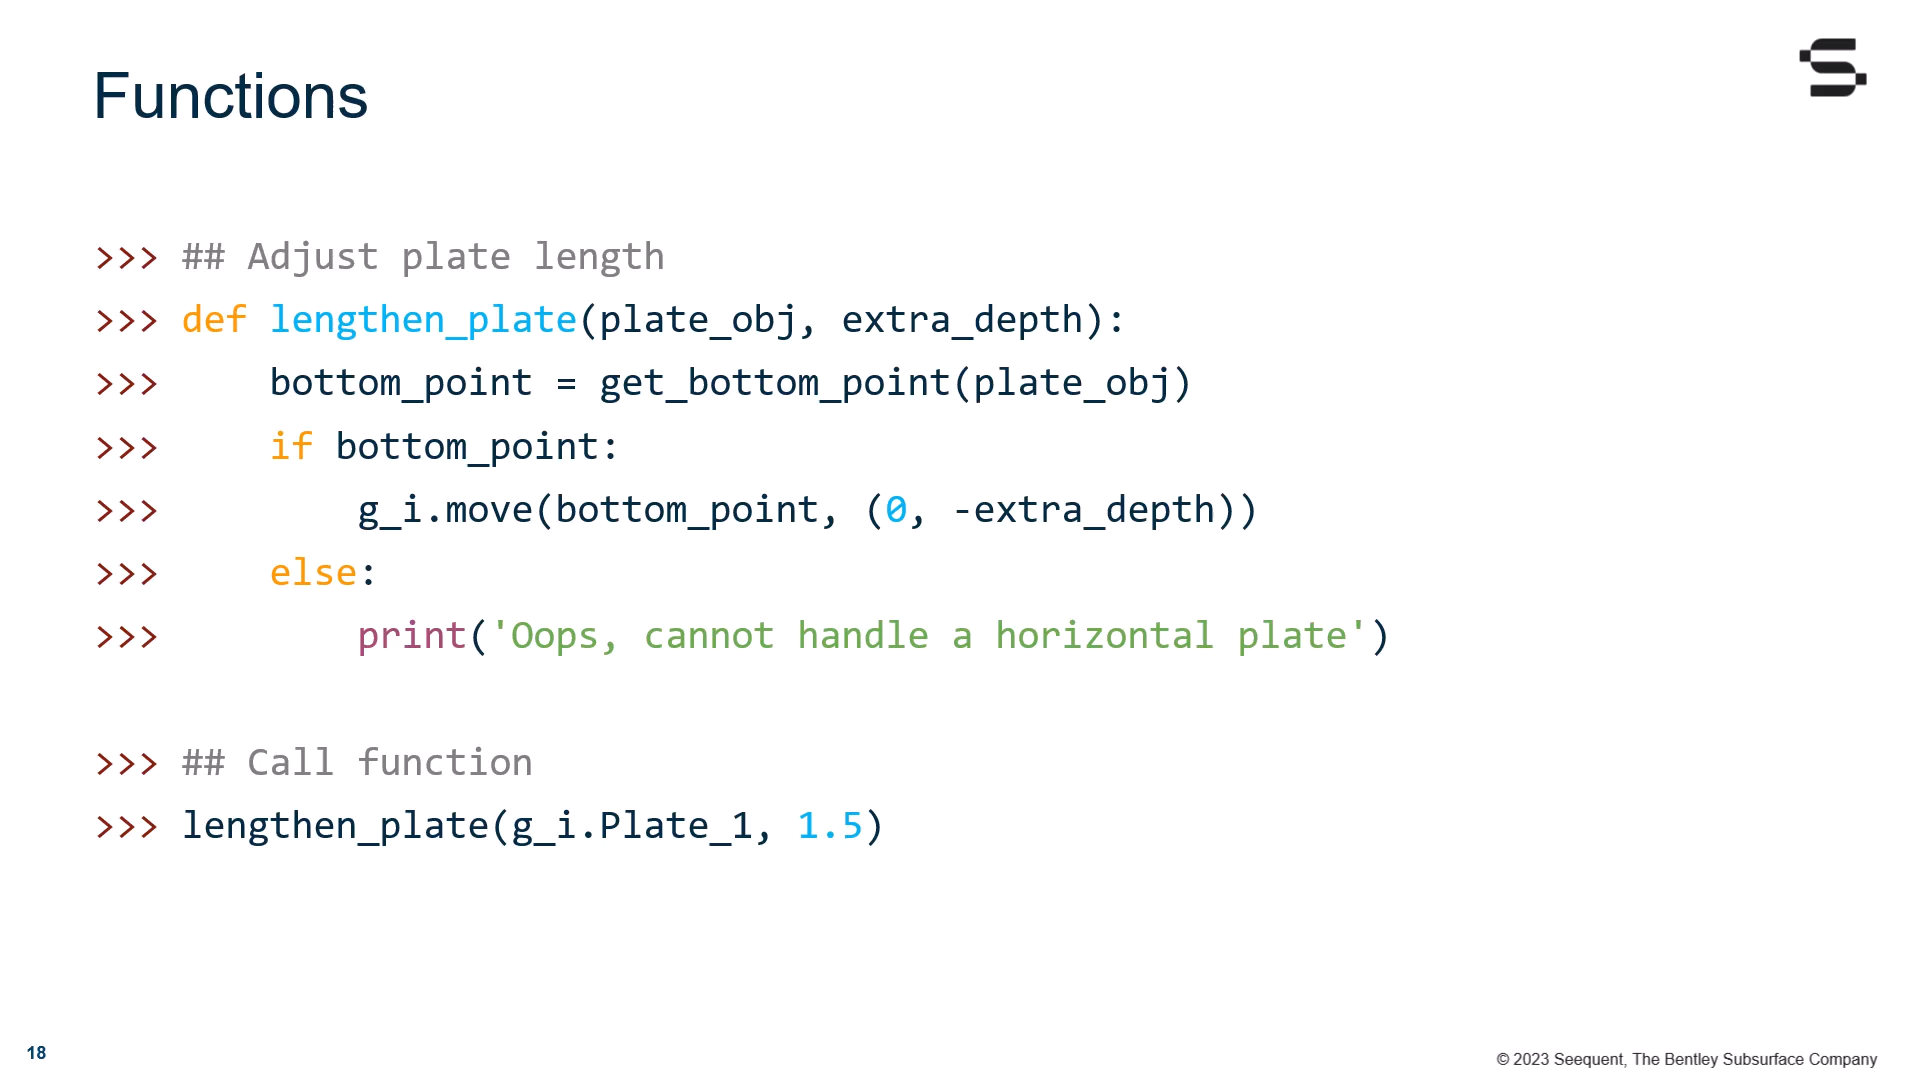 Functions
>>> ## Adjust plate length
>>> def lengthen_plate(plate_obj, extra_depth):
>>>     bottom_point = get_bottom_point(plate_obj)
>>>     if bottom_point:
>>>         g_i.move(bottom_point, (0, -extra_depth))
>>>     else:
>>>         print('Oops, cannot handle a horizontal plate')
>>> ## Call function
>>> lengthen_plate(g_i.Plate_1, 1.5)
18
© 2023 Seequent, The Bentley Subsurface Company